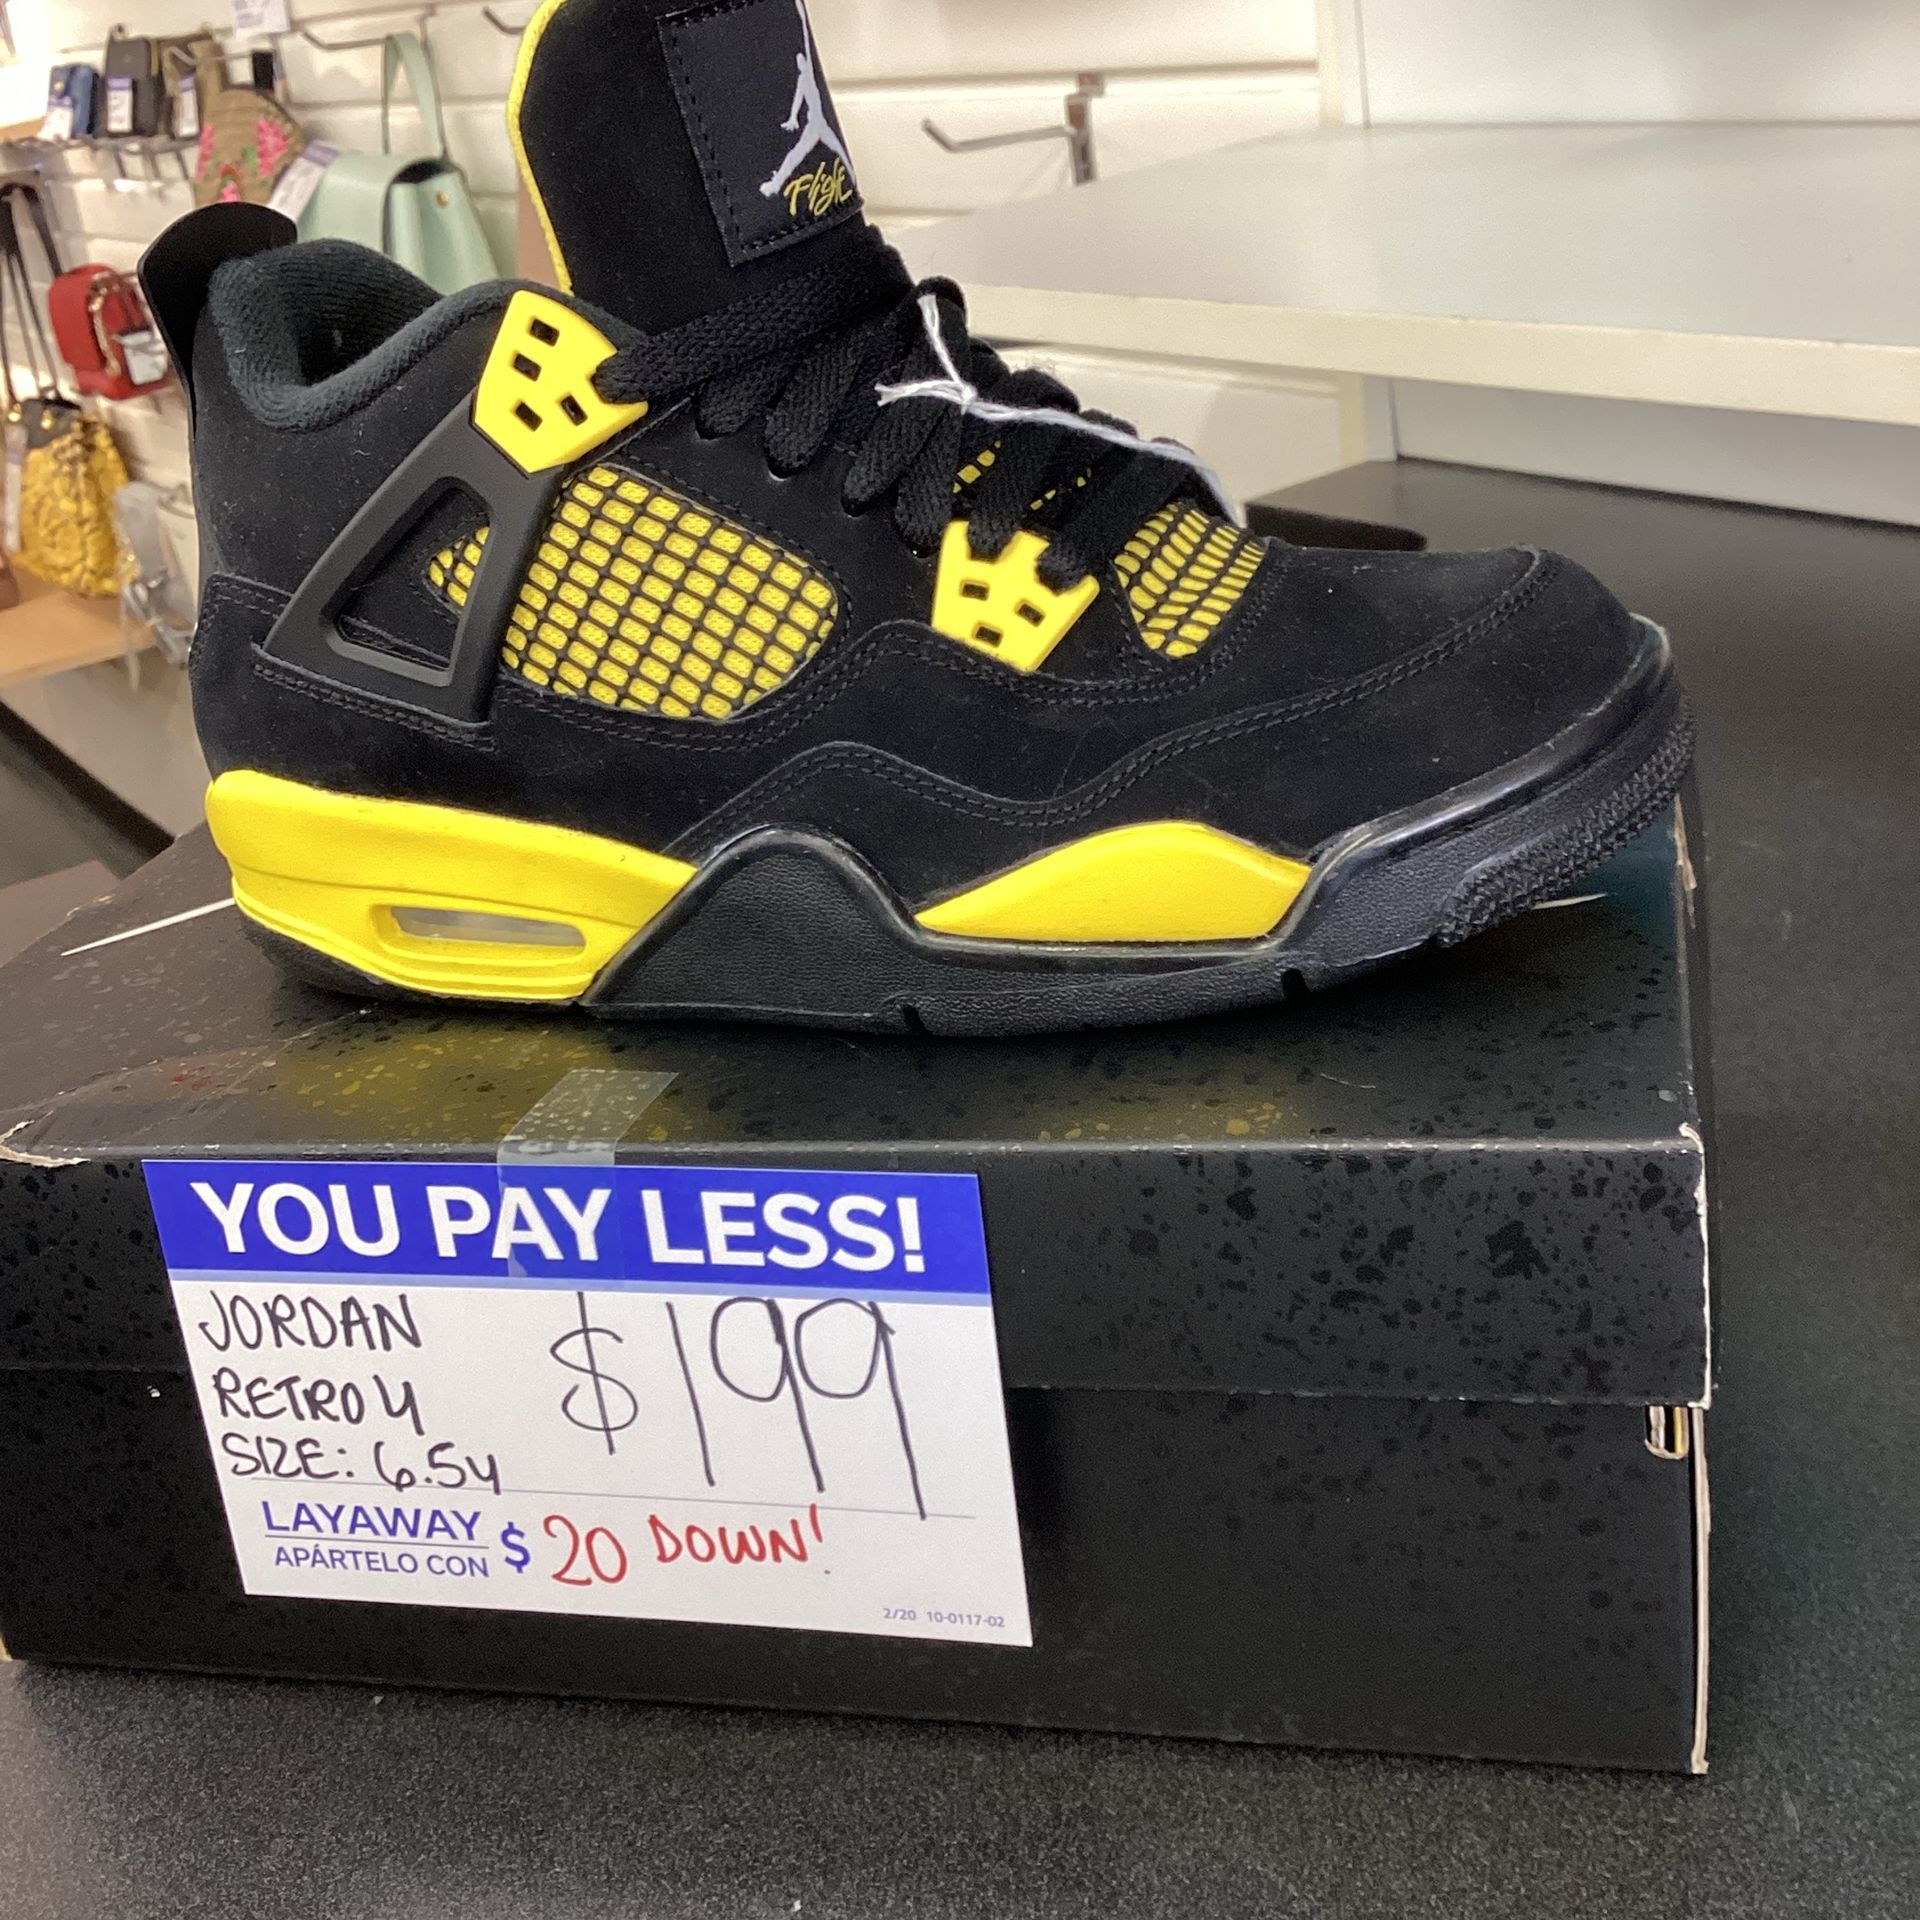 Flight
YOU PAY LESS!
JORDAN
RETRO 4
SIZE: 6.5Y
$199
LAYAWAY
APÁRTELO CON
$ 20 DOWN!
2/20 10-0117-02